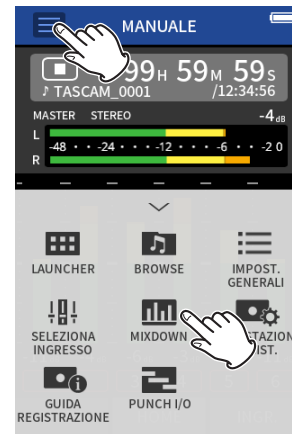 MANUALE
99H 59M 59S
♪ TASCAM_0001 /12:34:56
MASTER STEREO -4dB
L
-48 · · -24 · · · -12 · · · -6 · · -2 0
R
LAUNCHER
BROWSE
IMPOST.
GENERALI
SELEZIONA
INGRESSO
MIXDOWN
GUIDA
REGISTRAZIONE
PUNCH I/O